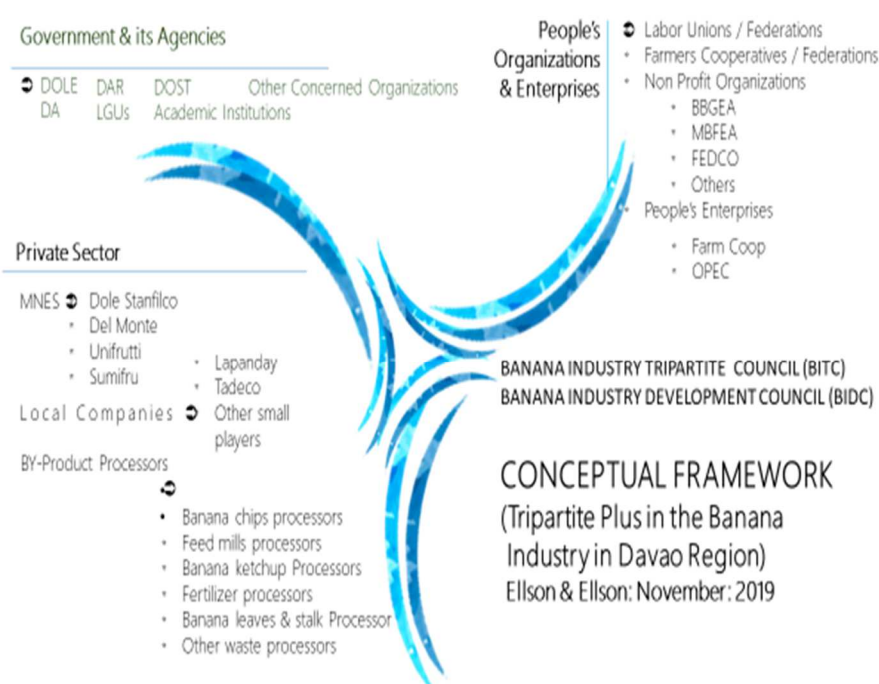 Government & its Agencies
DOLE DAR DOST Other Concerned Organizations
DA LGUs Academic Institutions
People's
Organizations
& Enterprises
Labor Unions / Federations
Farmers Cooperatives / Federations
Non Profit Organizations
BBGEA
MBFEA
FEDCO
Others
People's Enterprises
Farm Coop
OPEC
Private Sector
MNES Dole Stanfilco
Del Monte
Unifrutti
Sumifru
Lapanday
Tadeco
Local Companies Other small
players
BY-Product Processors
Banana chips processors
Feed mills processors
Banana ketchup Processors
Fertilizer processors
Banana leaves & stalk Processor
Other waste processors
BANANA INDUSTRY TRIPARTITE COUNCIL (BITC)
BANANA INDUSTRY DEVELOPMENT COUNCIL (BIDC)
CONCEPTUAL FRAMEWORK
(Tripartite Plus in the Banana
Industry in Davao Region)
Ellson & Ellson: November: 2019